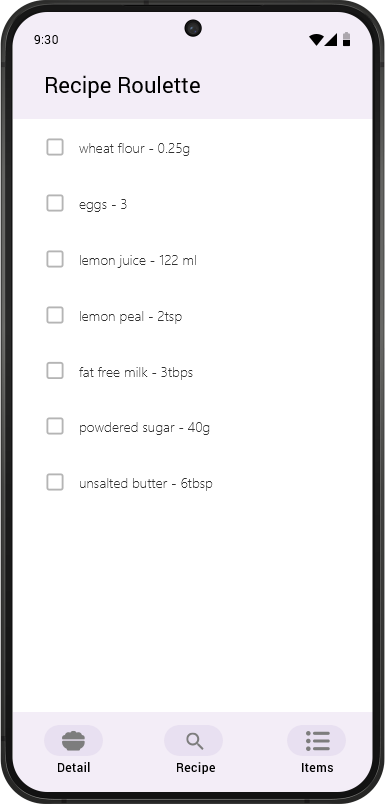 9:30
Recipe Roulette
wheat flour - 0.25g
eggs - 3
lemon juice - 122 ml
lemon peal - 2tsp
fat free milk - 3tbps
powdered sugar - 40g
unsalted butter - 6tbsp
Detail
Recipe
Items